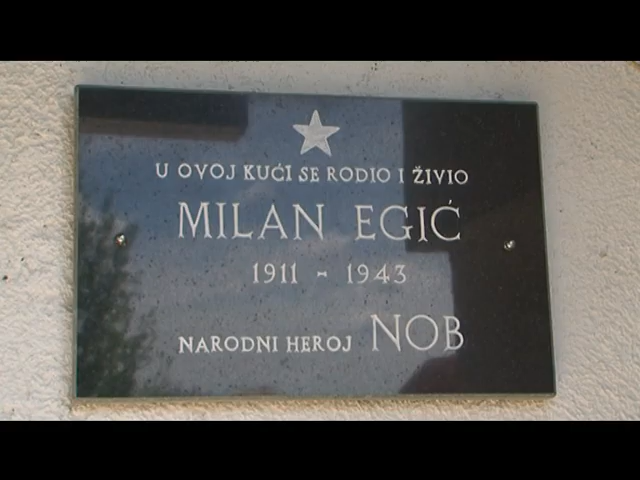 U OVOJ KUĆI SE RODIO I ŽIVIO
MILAN EGIĆ
1911 - 1943
NARODNI HEROJ NOB